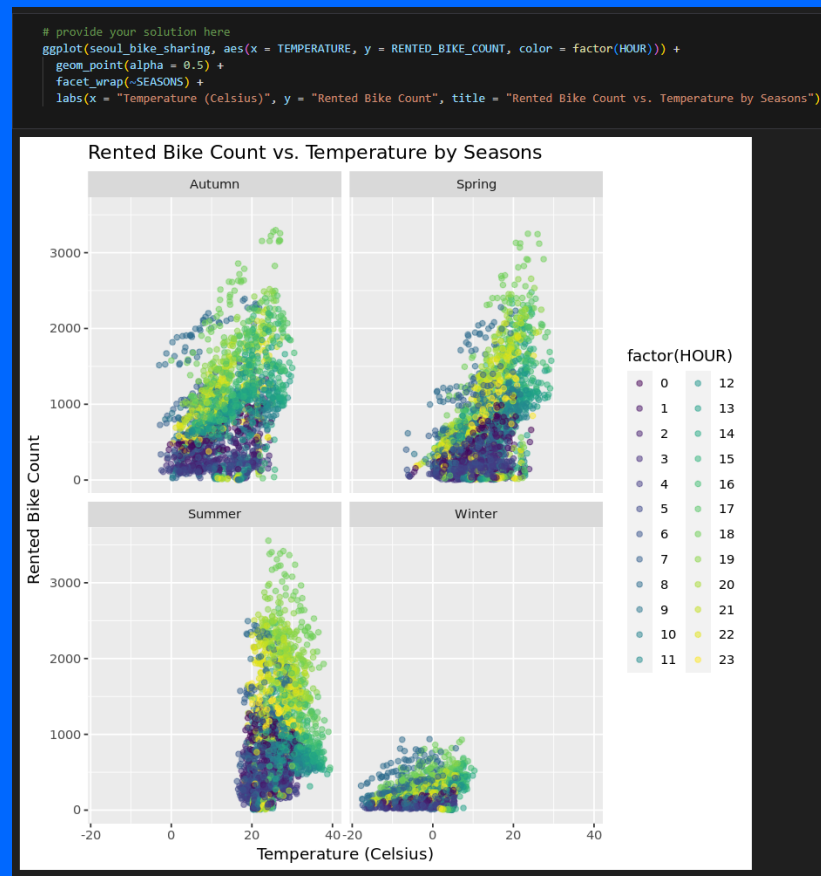 # provide your solution here
ggplot(seoul_bike_sharing, aes(x = TEMPERATURE, y = RENTED_BIKE_COUNT, color = factor(HOUR))) +
  geom_point(alpha = 0.5) +
  facet_wrap(~SEASONS) +
  labs(x = "Temperature (Celsius)", y = "Rented Bike Count", title = "Rented Bike Count vs. Temperature by Seasons")
Rented Bike Count vs. Temperature by Seasons
Autumn
Spring
3000
2000
1000
0
Summer
Winter
3000
2000
1000
0
-20 0 20 40
-20 0 20 40
Temperature (Celsius)
Rented Bike Count
factor(HOUR)
0 12
1 13
2 14
3 15
4 16
5 17
6 18
7 19
8 20
9 21
10 22
11 23